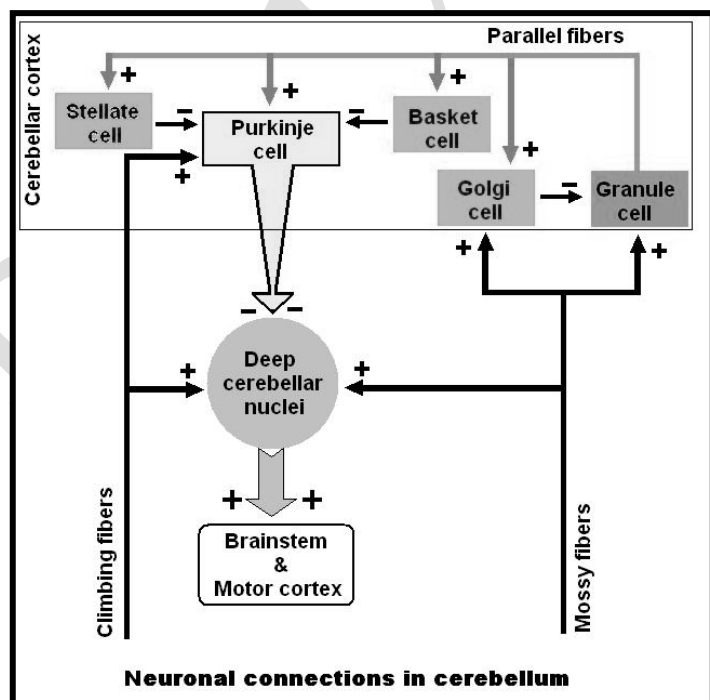 Parallel fibers
Cerebellar cortex
+
+
+
+
Stellate
cell
-
Purkinje
cell
-
Basket
cell
+
Golgi
cell
-
Granule
cell
+
+
- -
Deep
cerebellar
nuclei
+
+
+ +
Brainstem
&
Motor cortex
Climbing fibers
Mossy fibers
Neuronal connections in cerebellum